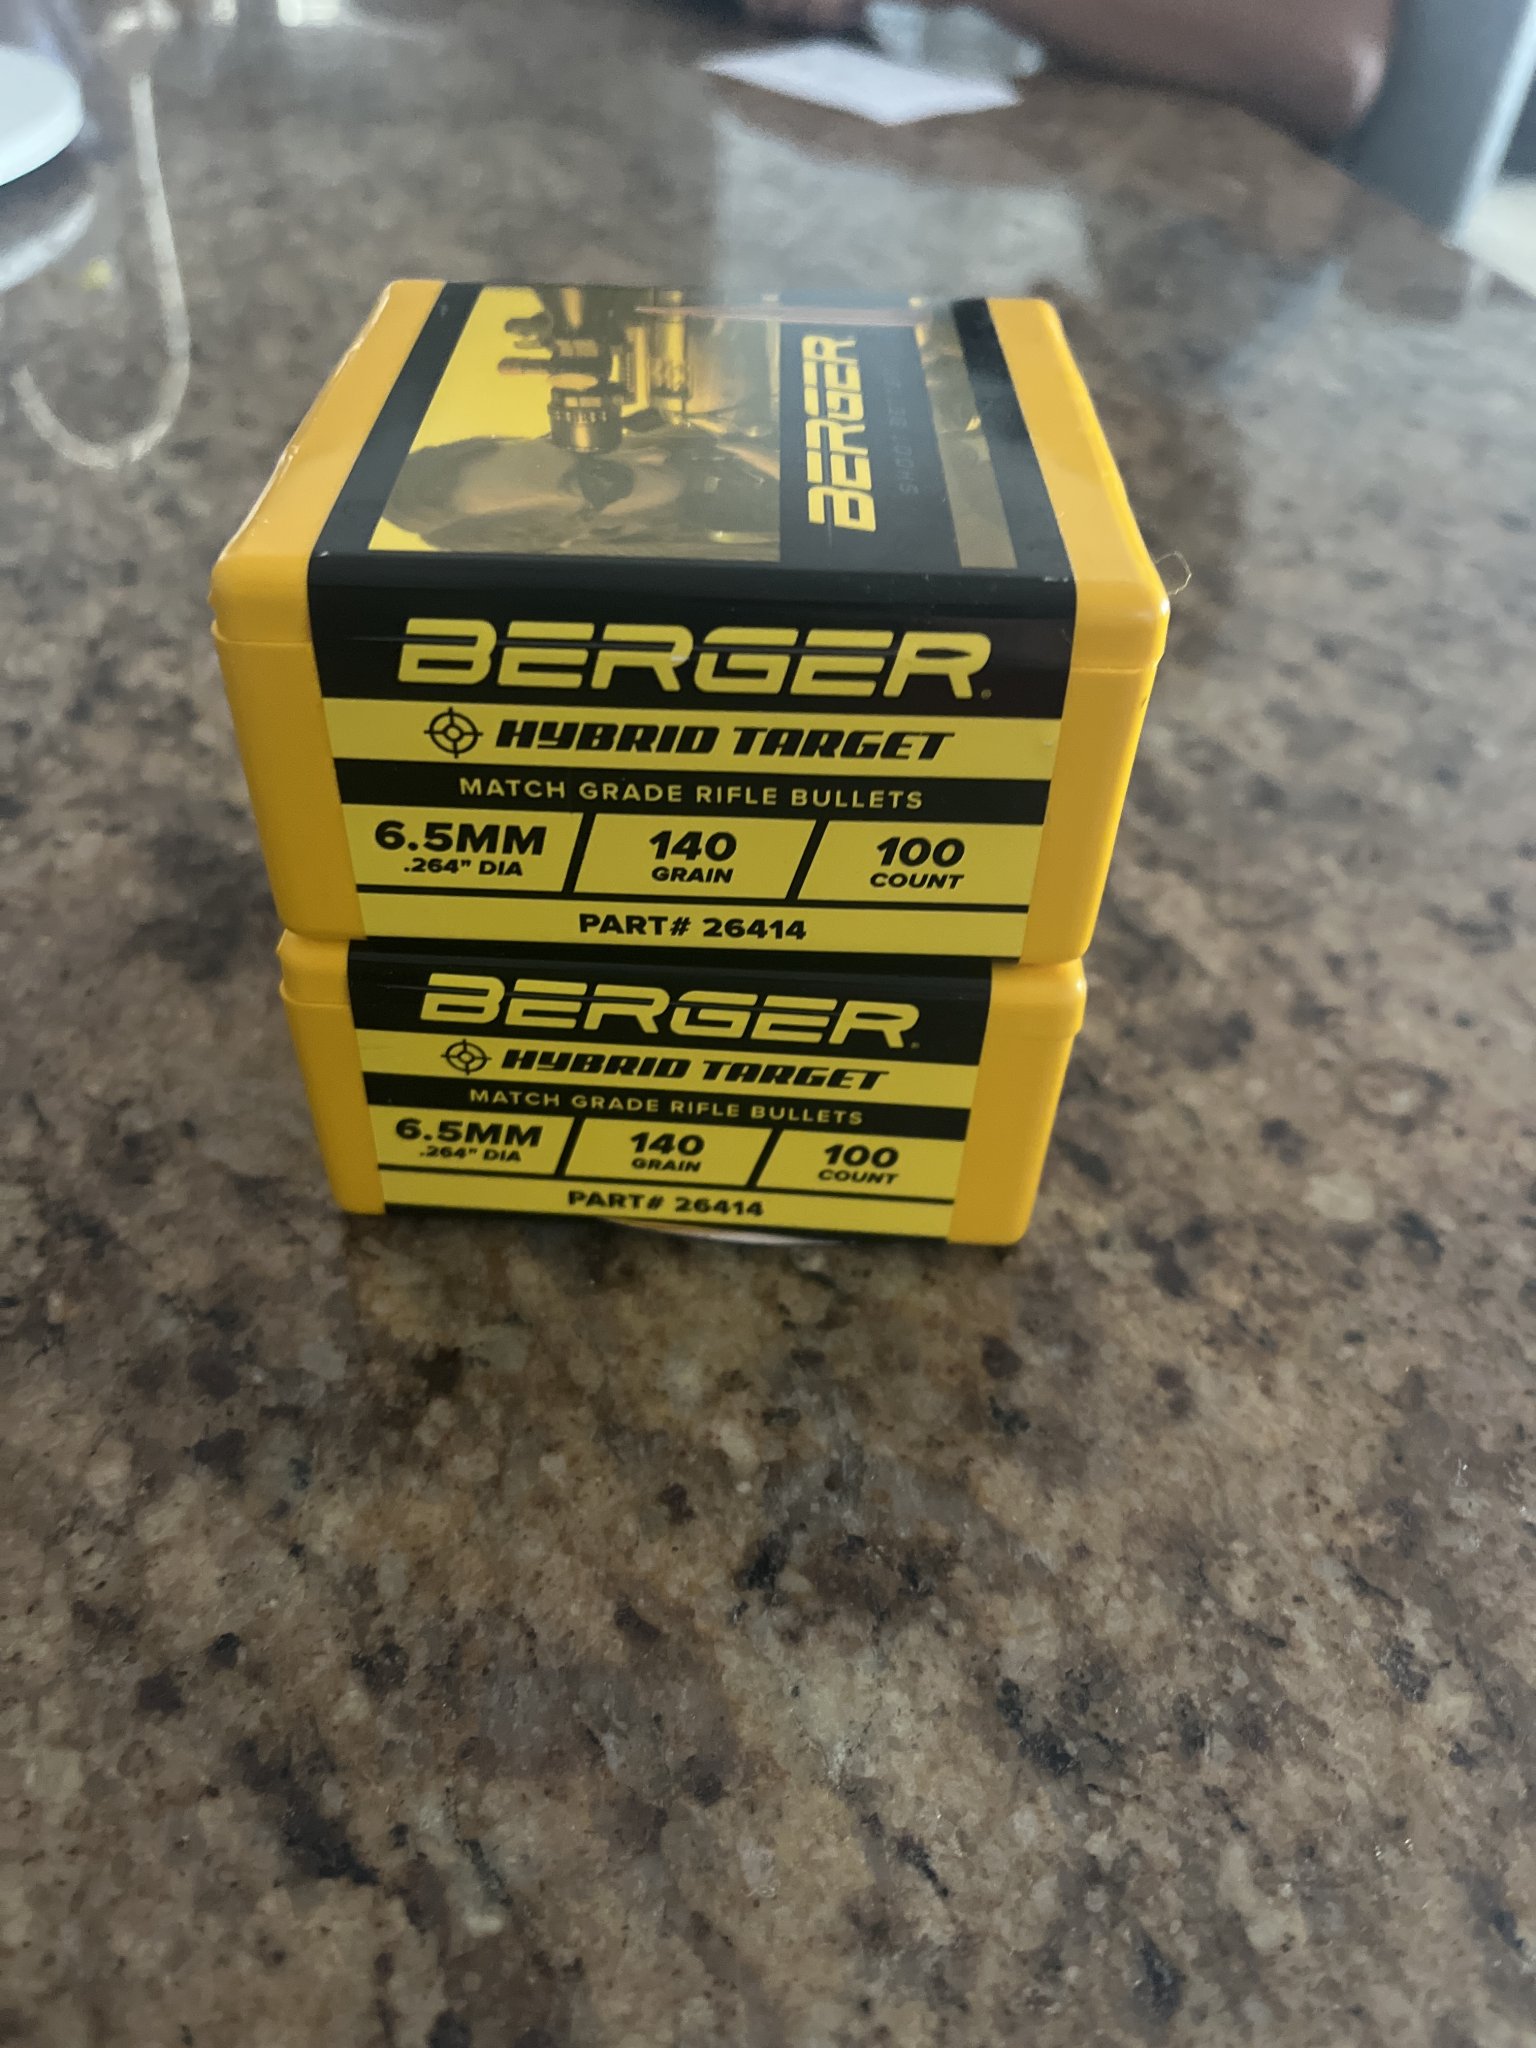 BERGER
BERGER
HYBRID TARGET
MATCH GRADE RIFLE BULLETS
6.5MM
.264" DIA
140
GRAIN
100
COUNT
PART# 26414
BERGER
HYBRID TARGET
MATCH GRADE RIFLE BULLETS
6.5MM
.264" DIA
140
GRAIN
100
COUNT
PART# 26414